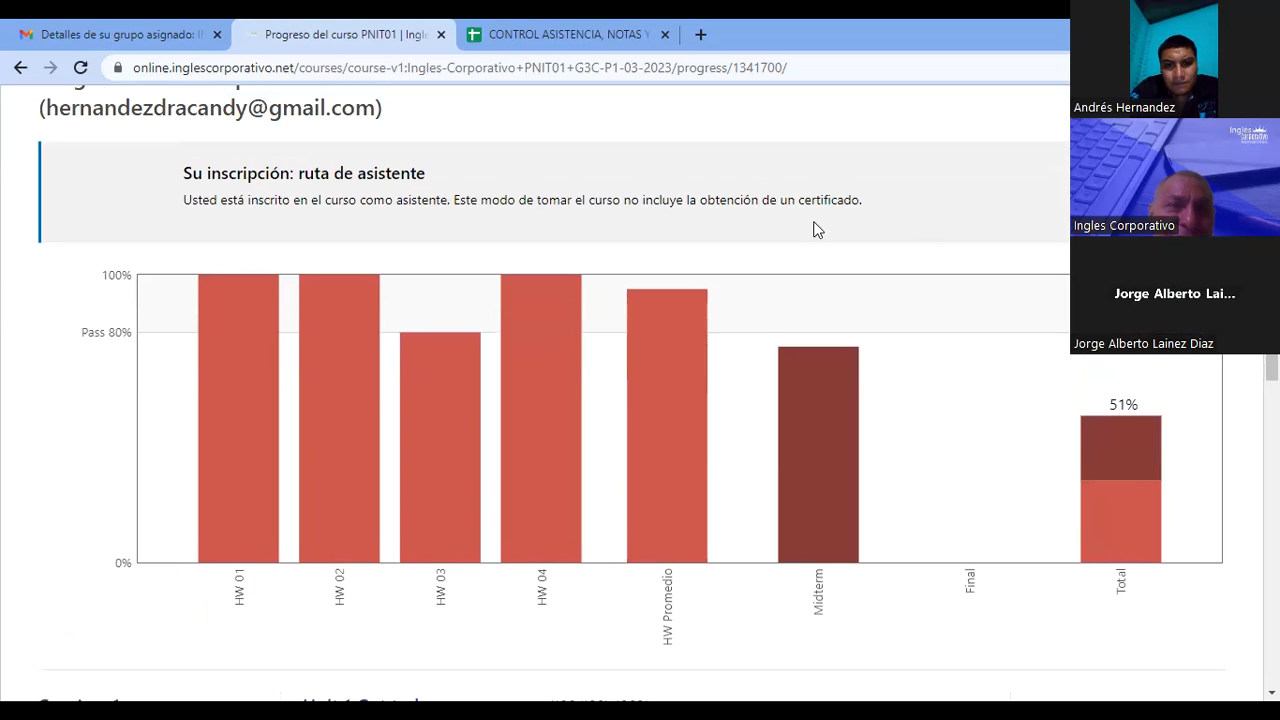 Detalles de su grupo asignado: I
Progreso del curso PNIT01 | Ingl
CONTROL ASISTENCIA, NOTAS Y
online.inglescorporativo.net/courses/course-v1:Ingles-Corporativo+PNIT01+G3C-P1-03-2023/progress/1341700/
(hernandezdracandy@gmail.com)
Su inscripción: ruta de asistente
Usted está inscrito en el curso como asistente. Este modo de tomar el curso no incluye la obtención de un certificado.
100%
Pass 80%
0%
51%
HW 01
HW 02
HW 03
HW 04
HW Promedio
Midterm
Final
Total
Andrés Hernandez
Ingles Corporativo
Jorge Alberto Lai...
Jorge Alberto Lainez Diaz